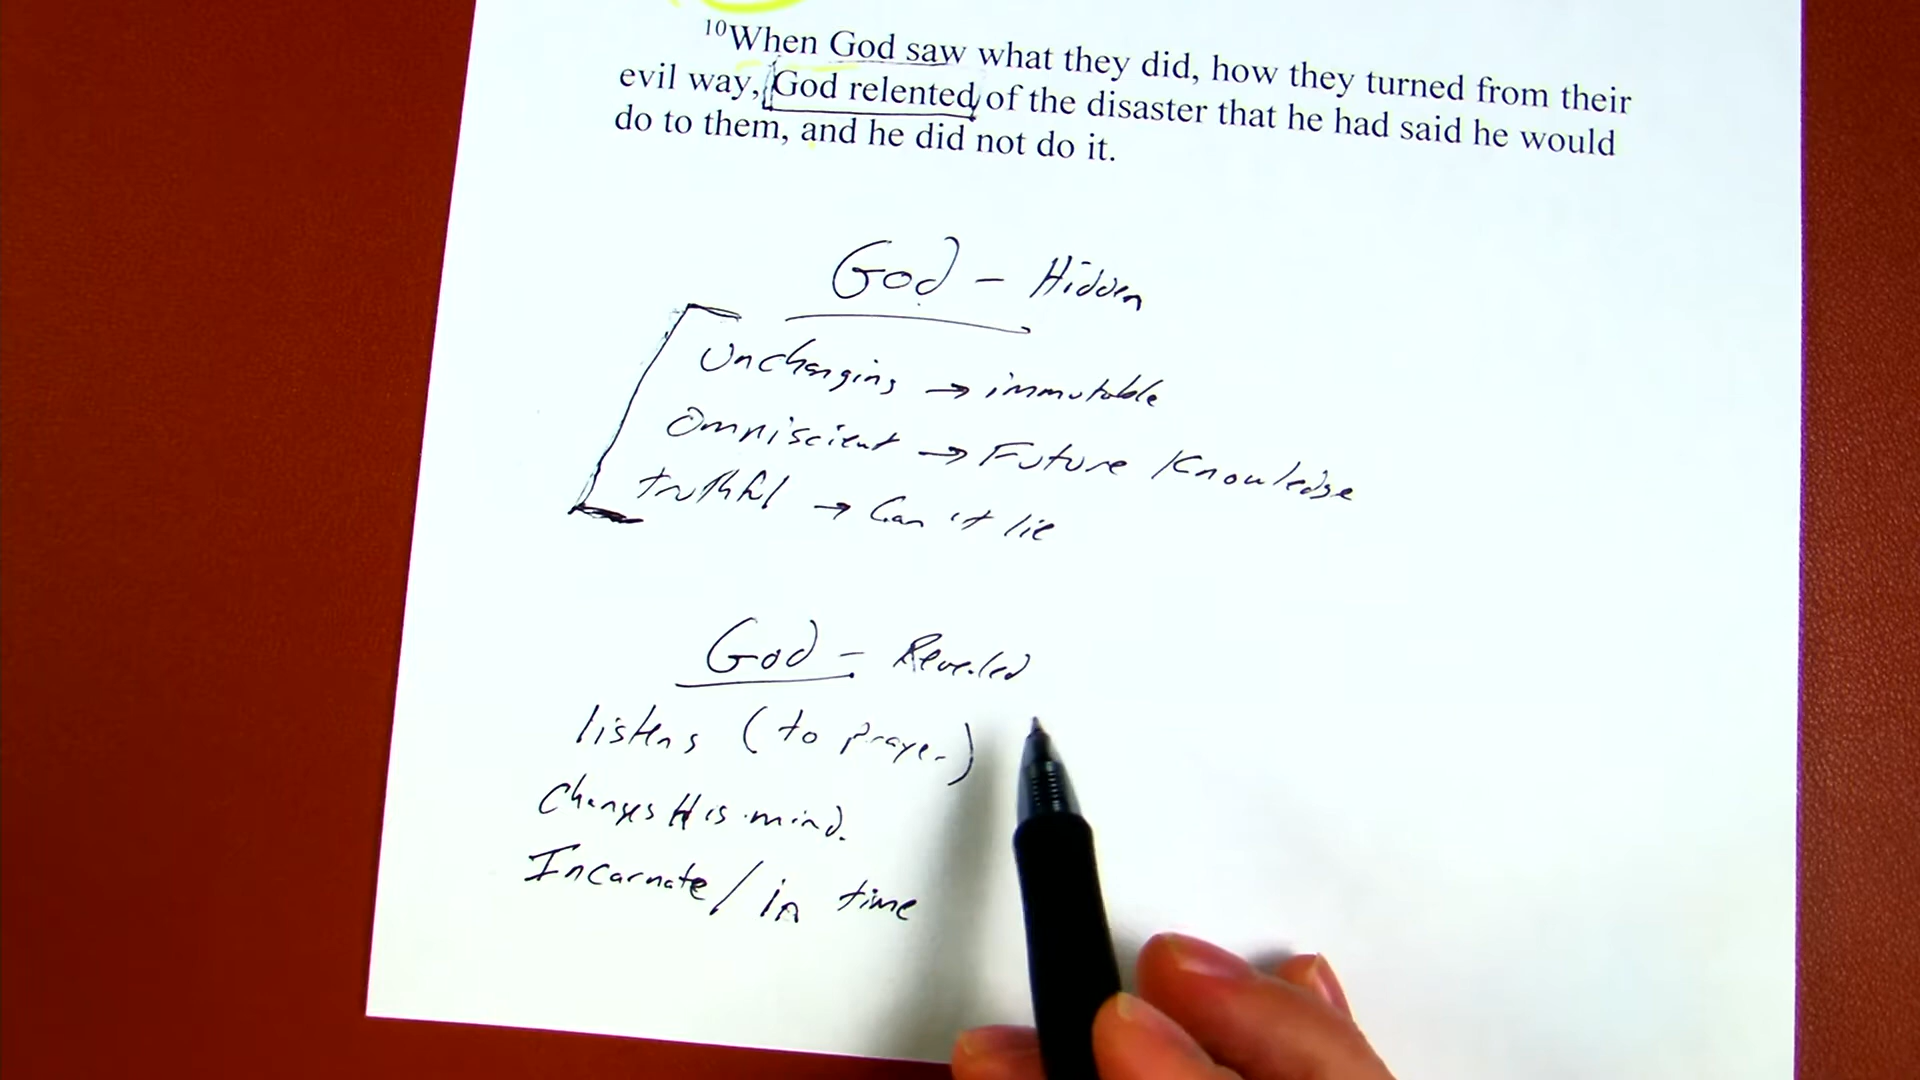 10When God saw what they did, how they turned from their
evil way, God relented of the disaster that he had said he would
do to them, and he did not do it.
God - Hidden
Unchanging → immutable
Omniscient → Future Knowledge
truthful → Can't lie
God - Revealed
listens (to prayer)
Changes His mind.
Incarnate / in time